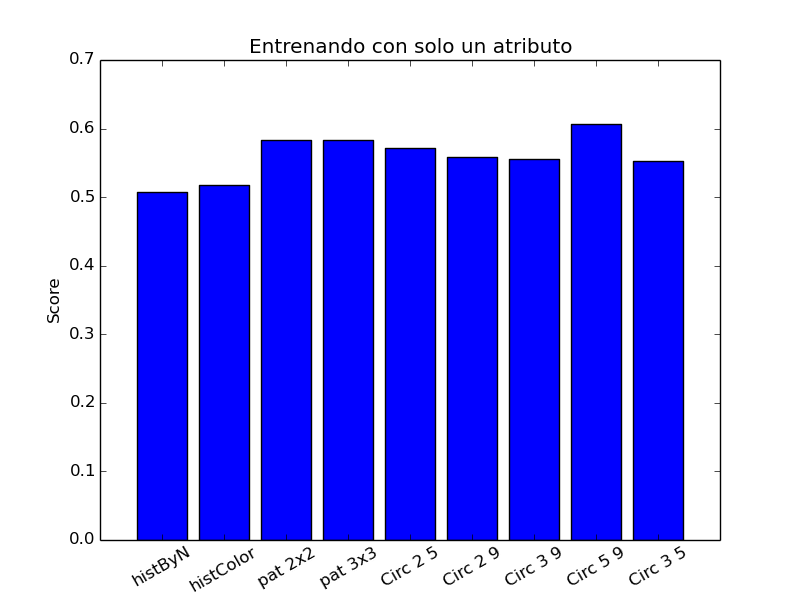 Entrenando con solo un atributo
0.7
0.6
0.5
0.4
0.3
0.2
0.1
0.0
Score
histByN
histColor
pat 2x2
pat 3x3
Circ 2 5
Circ 2 9
Circ 3 9
Circ 5 9
Circ 3 5